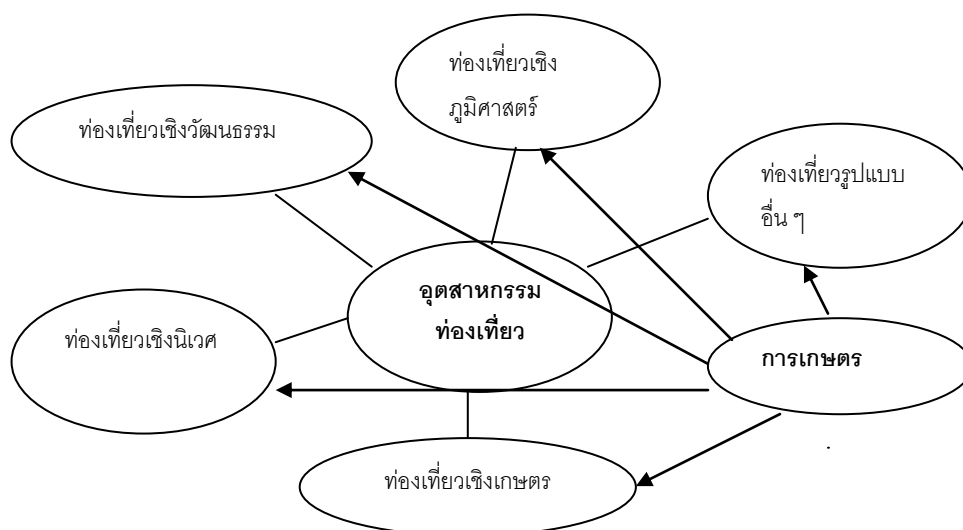 ท่องเที่ยวเชิง
ภูมิศาสตร์
ท่องเที่ยวเชิงวัฒนธรรม
ท่องเที่ยวรูปแบบ
อื่น ๆ
อุตสาหกรรม
ท่องเที่ยว
ท่องเที่ยวเชิงนิเวศ
การเกษตร
ท่องเที่ยวเชิงเกษตร